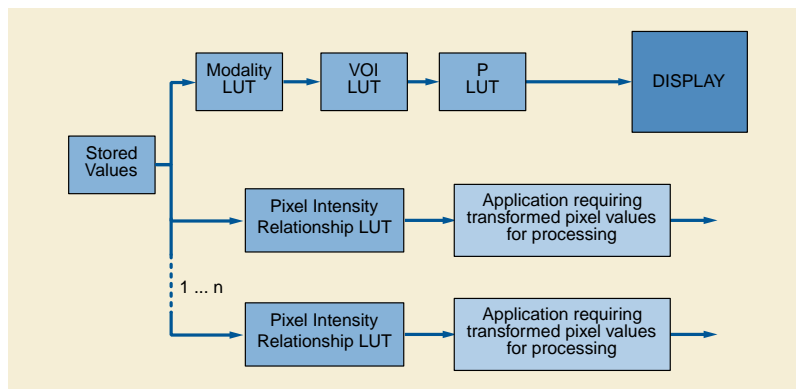 Modality
LUT
VOI
LUT
P
LUT
DISPLAY
Stored
Values
Pixel Intensity
Relationship LUT
Application requiring
transformed pixel values
for processing
1 ... n
Pixel Intensity
Relationship LUT
Application requiring
transformed pixel values
for processing